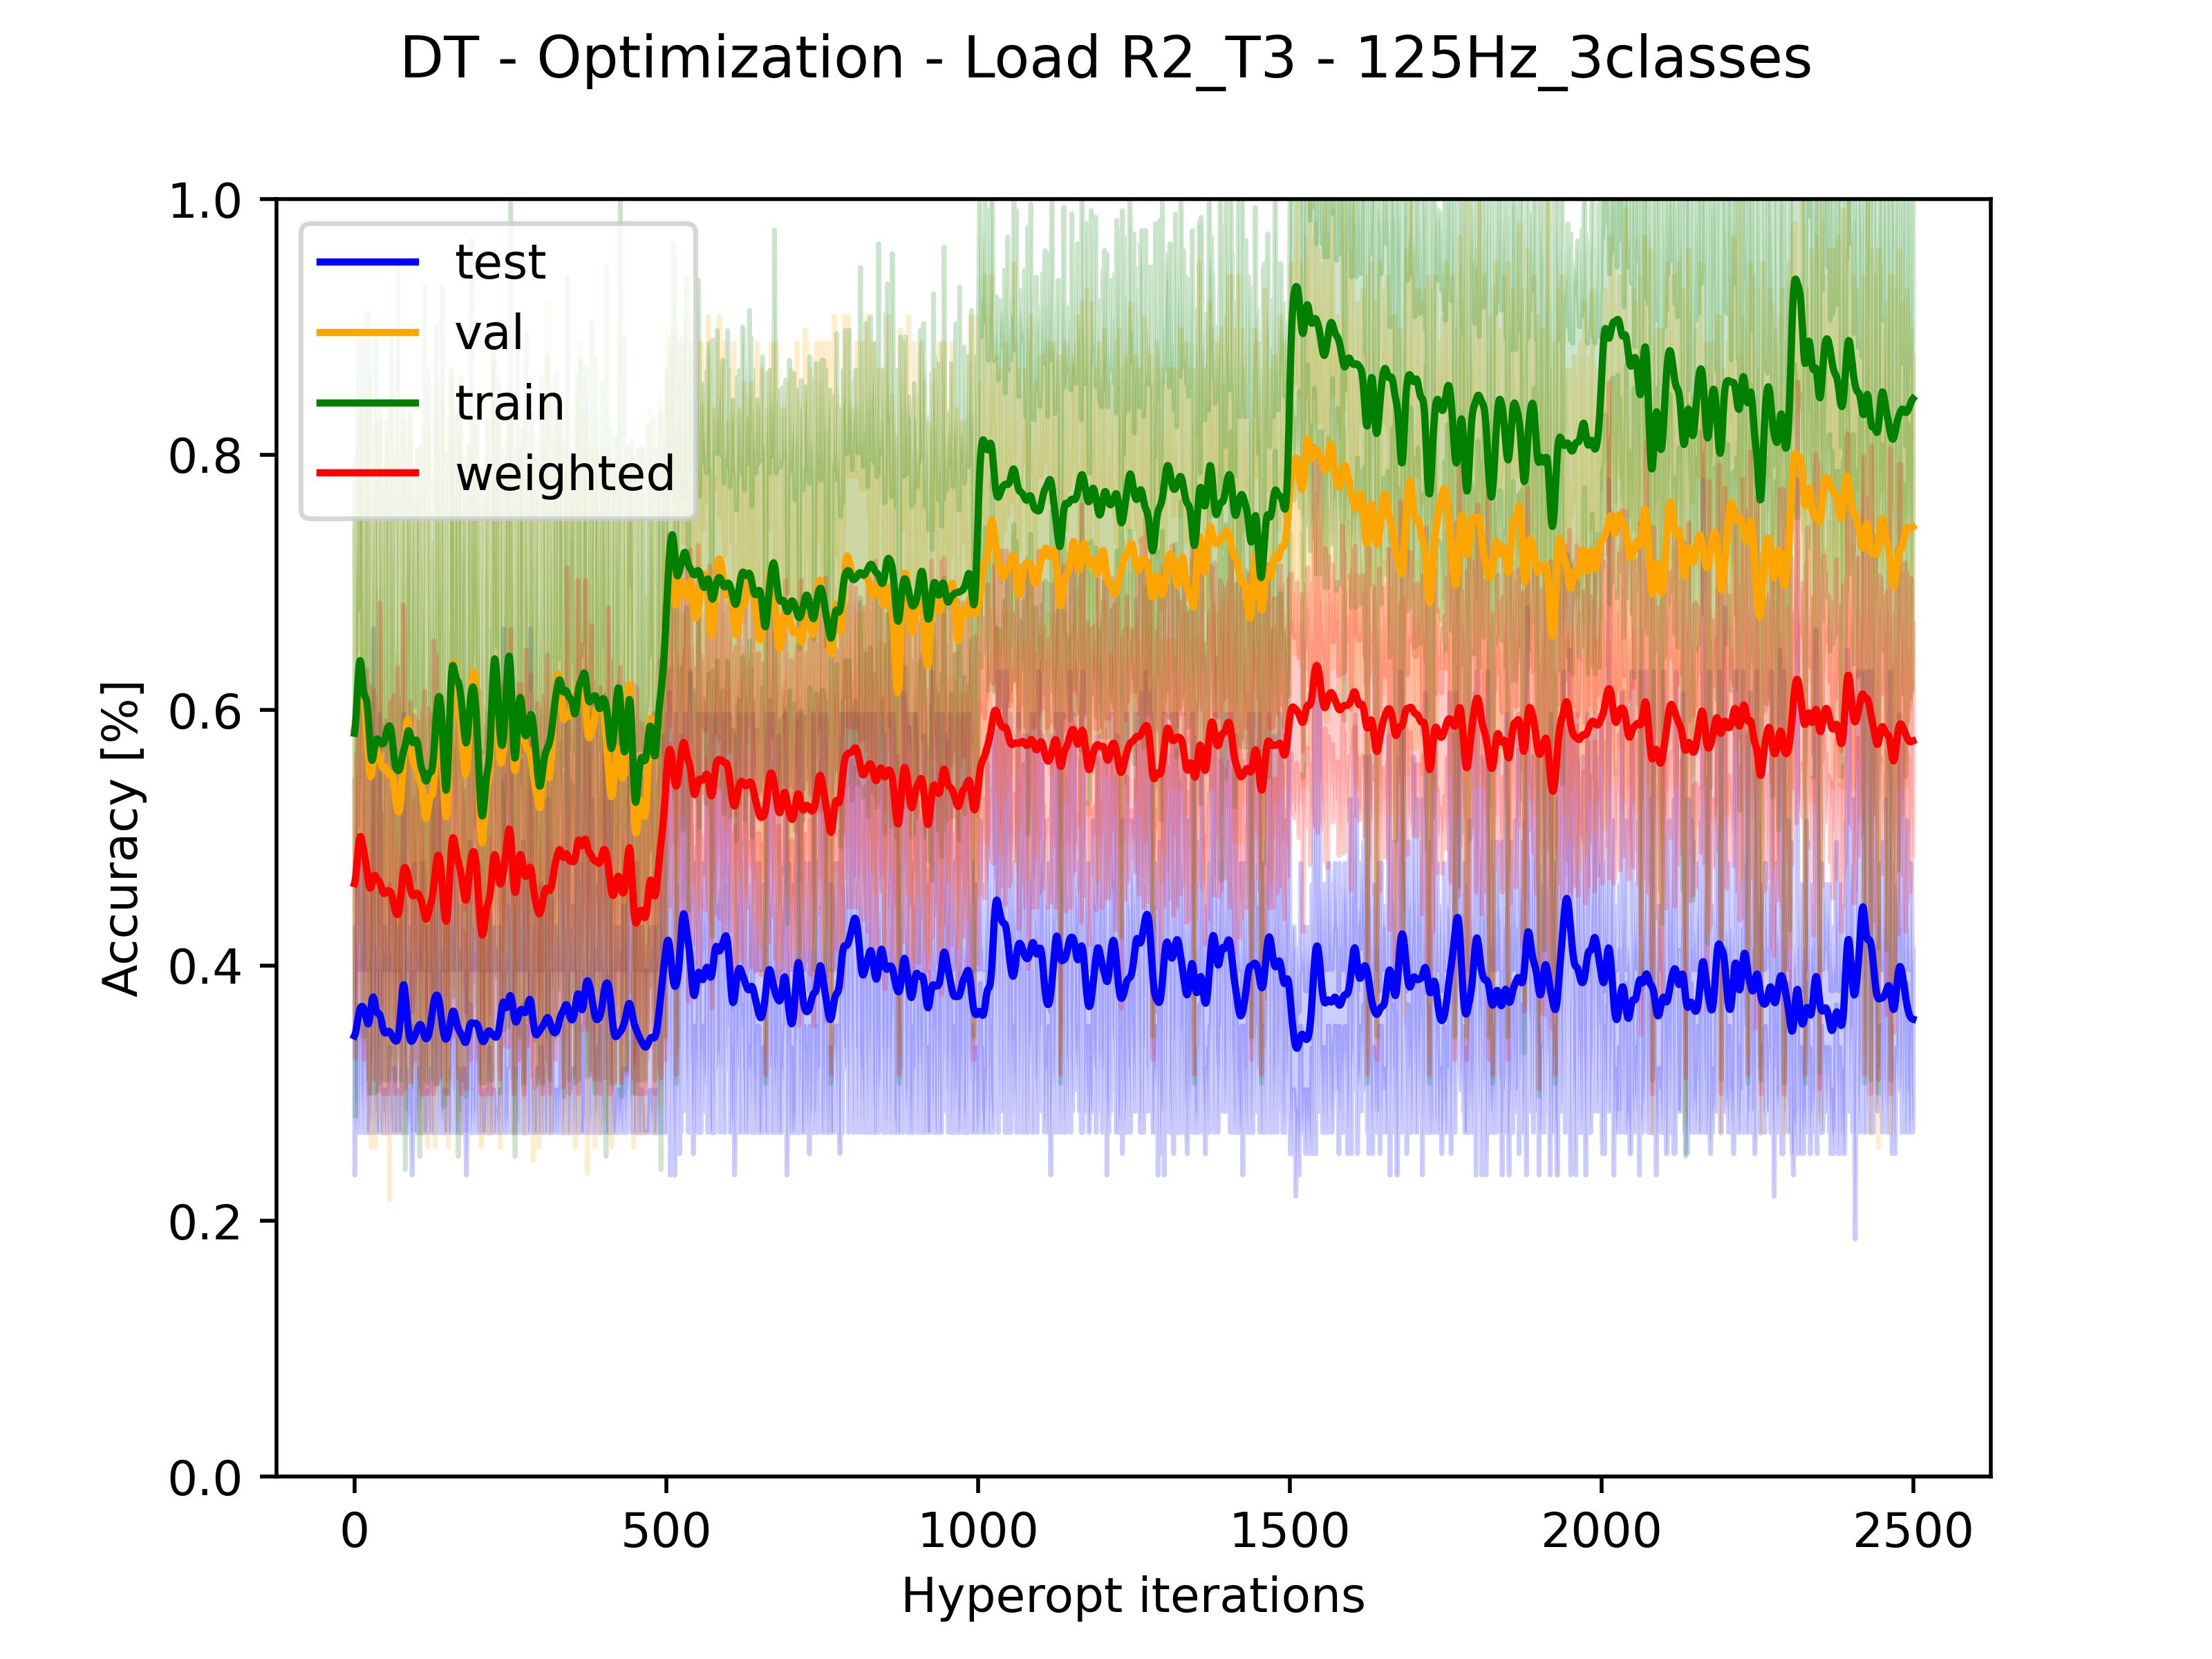 DT - Optimization - Load R2_T3 - 125Hz_3classes
1.0
0.8
0.6
0.4
0.2
0.0
Accuracy [%]
test
val
train
weighted
0 500 1000 1500 2000 2500
Hyperopt iterations